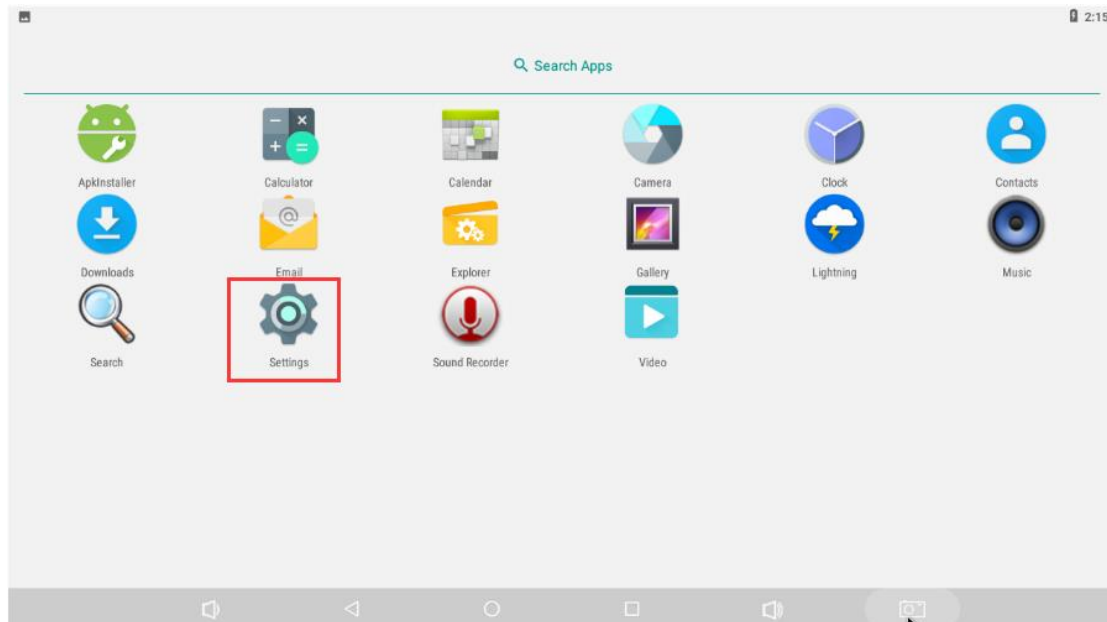 2:15
Search Apps
ApkInstaller Calculator Calendar Camera Clock Contacts
Downloads Email Explorer Gallery Lightning Music
Search Settings Sound Recorder Video